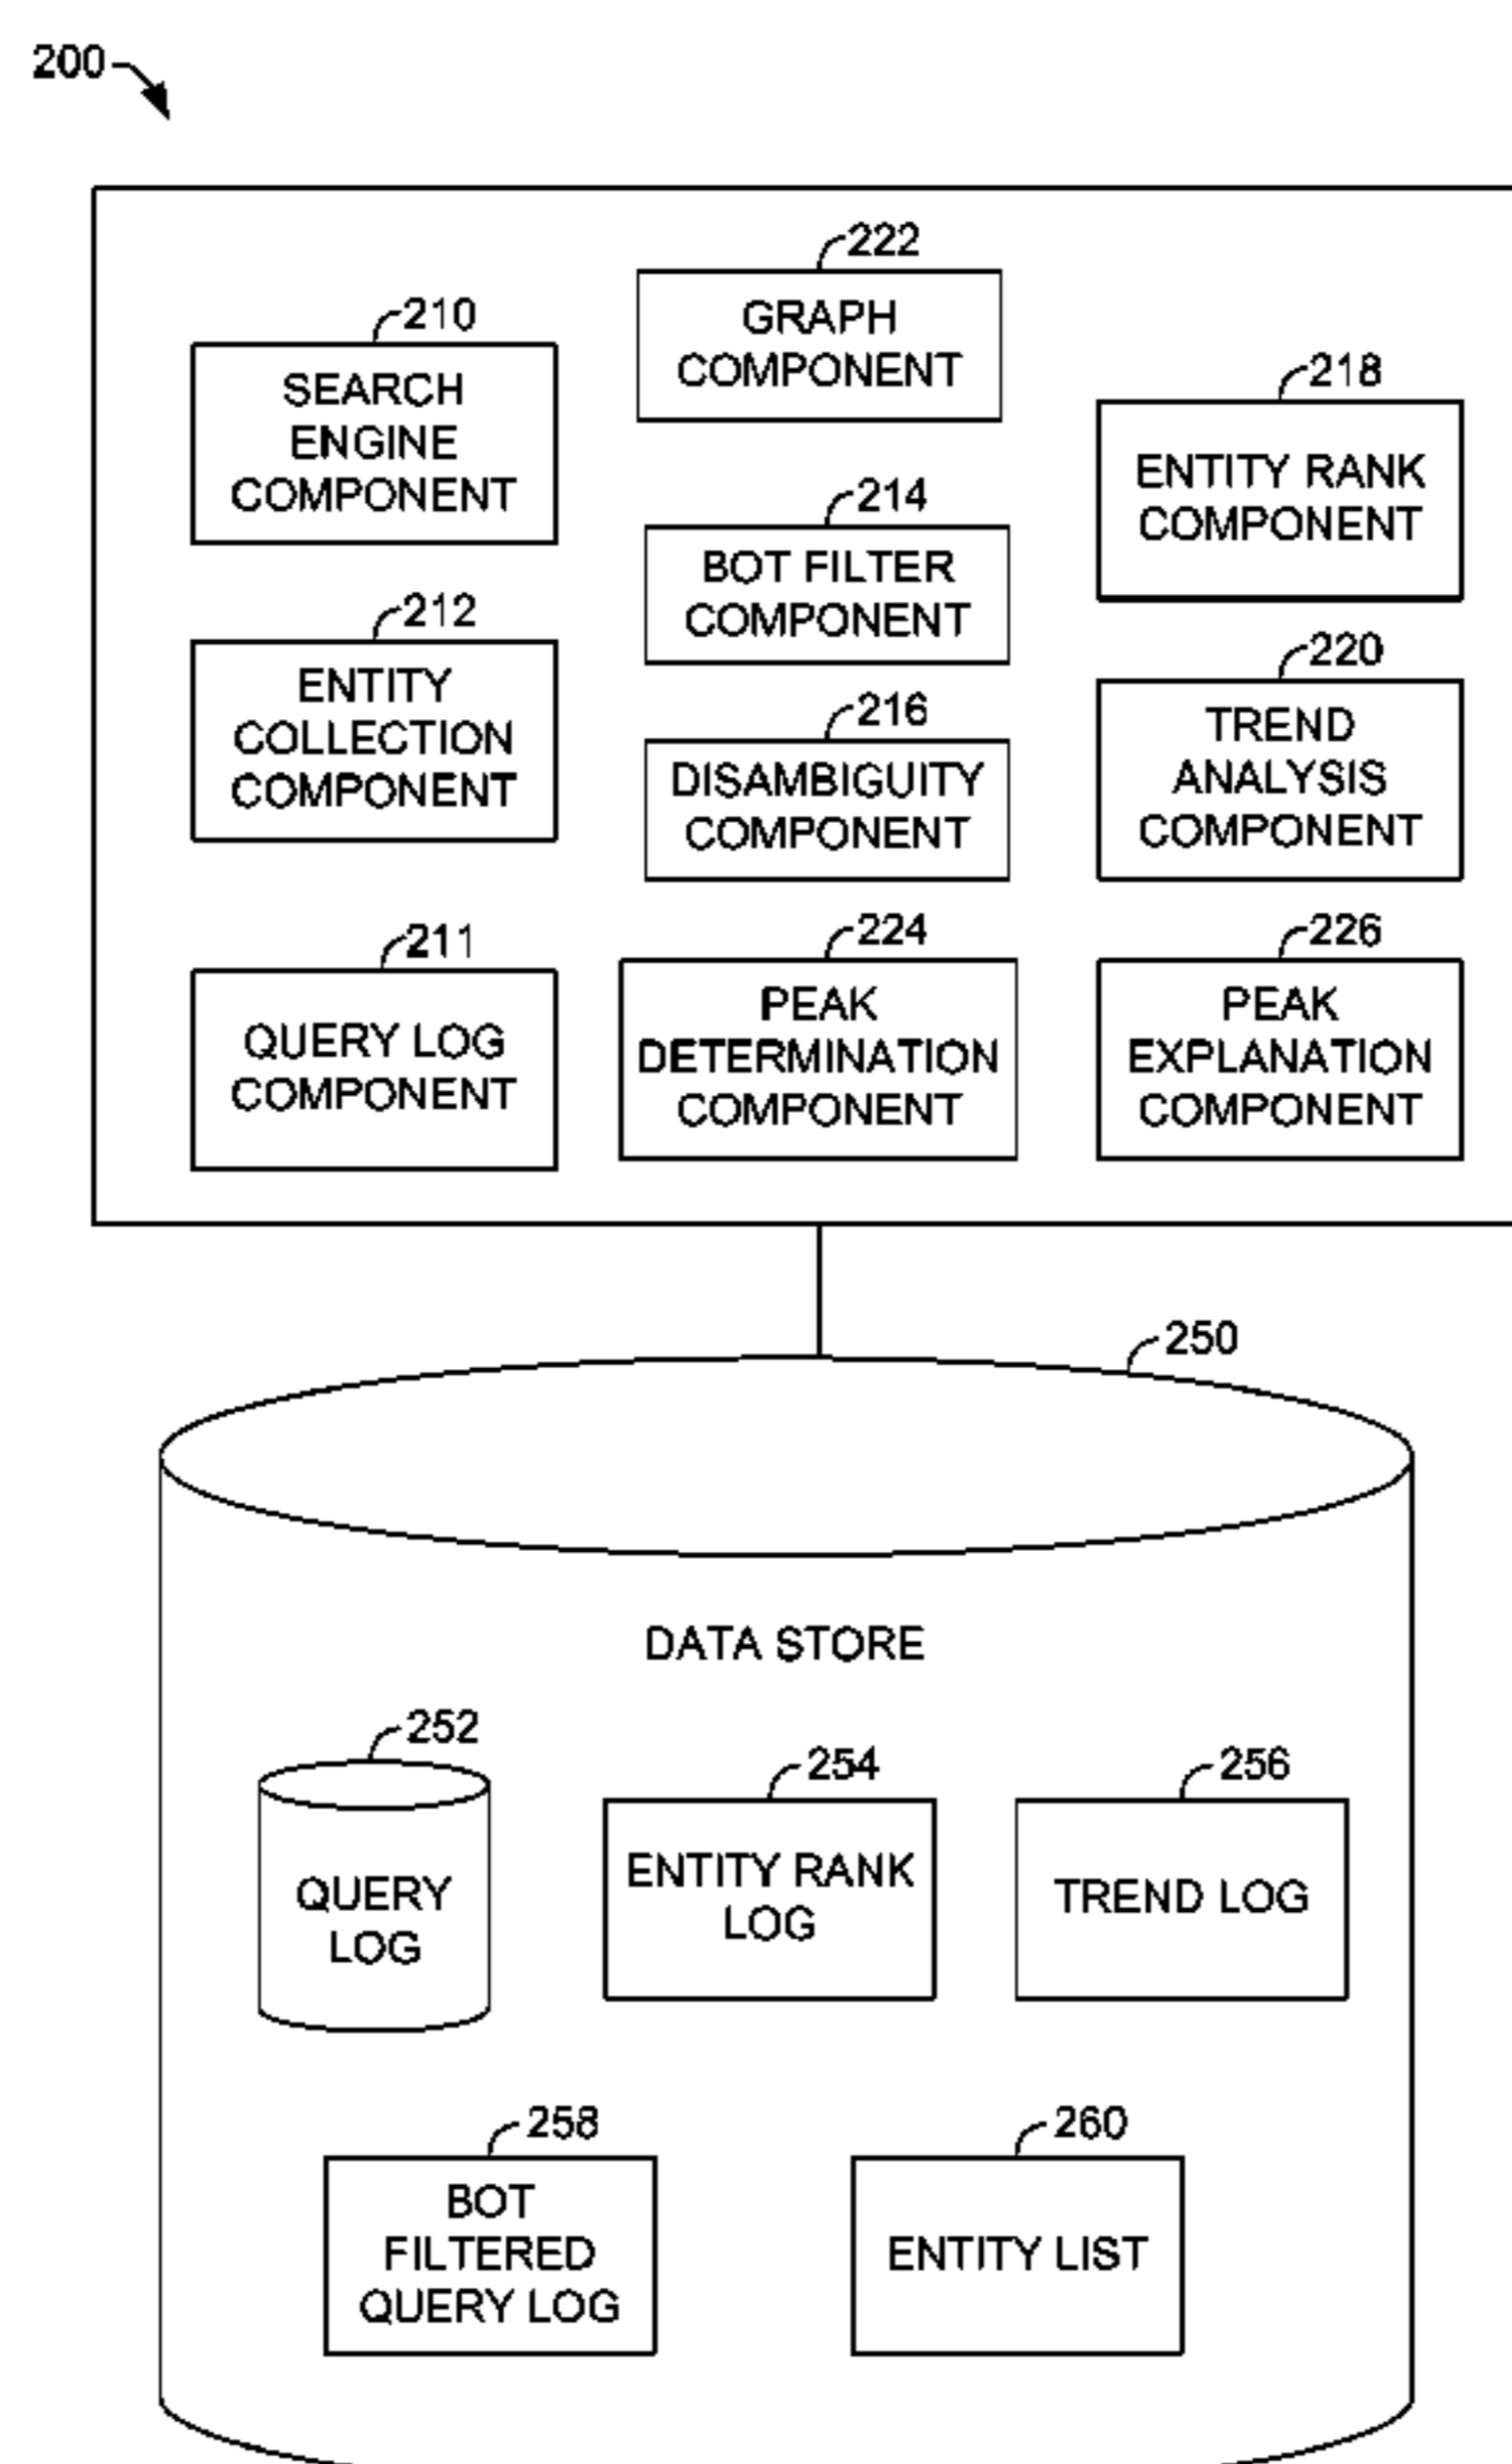 200
222
GRAPH
COMPONENT
210
SEARCH
ENGINE
COMPONENT
218
ENTITY RANK
COMPONENT
214
BOT FILTER
COMPONENT
212
ENTITY
COLLECTION
COMPONENT
220
TREND
ANALYSIS
COMPONENT
216
DISAMBIGUITY
COMPONENT
211
QUERY LOG
COMPONENT
224
PEAK
DETERMINATION
COMPONENT
226
PEAK
EXPLANATION
COMPONENT
250
DATA STORE
252
QUERY
LOG
254
ENTITY RANK
LOG
256
TREND LOG
258
BOT
FILTERED
QUERY LOG
260
ENTITY LIST